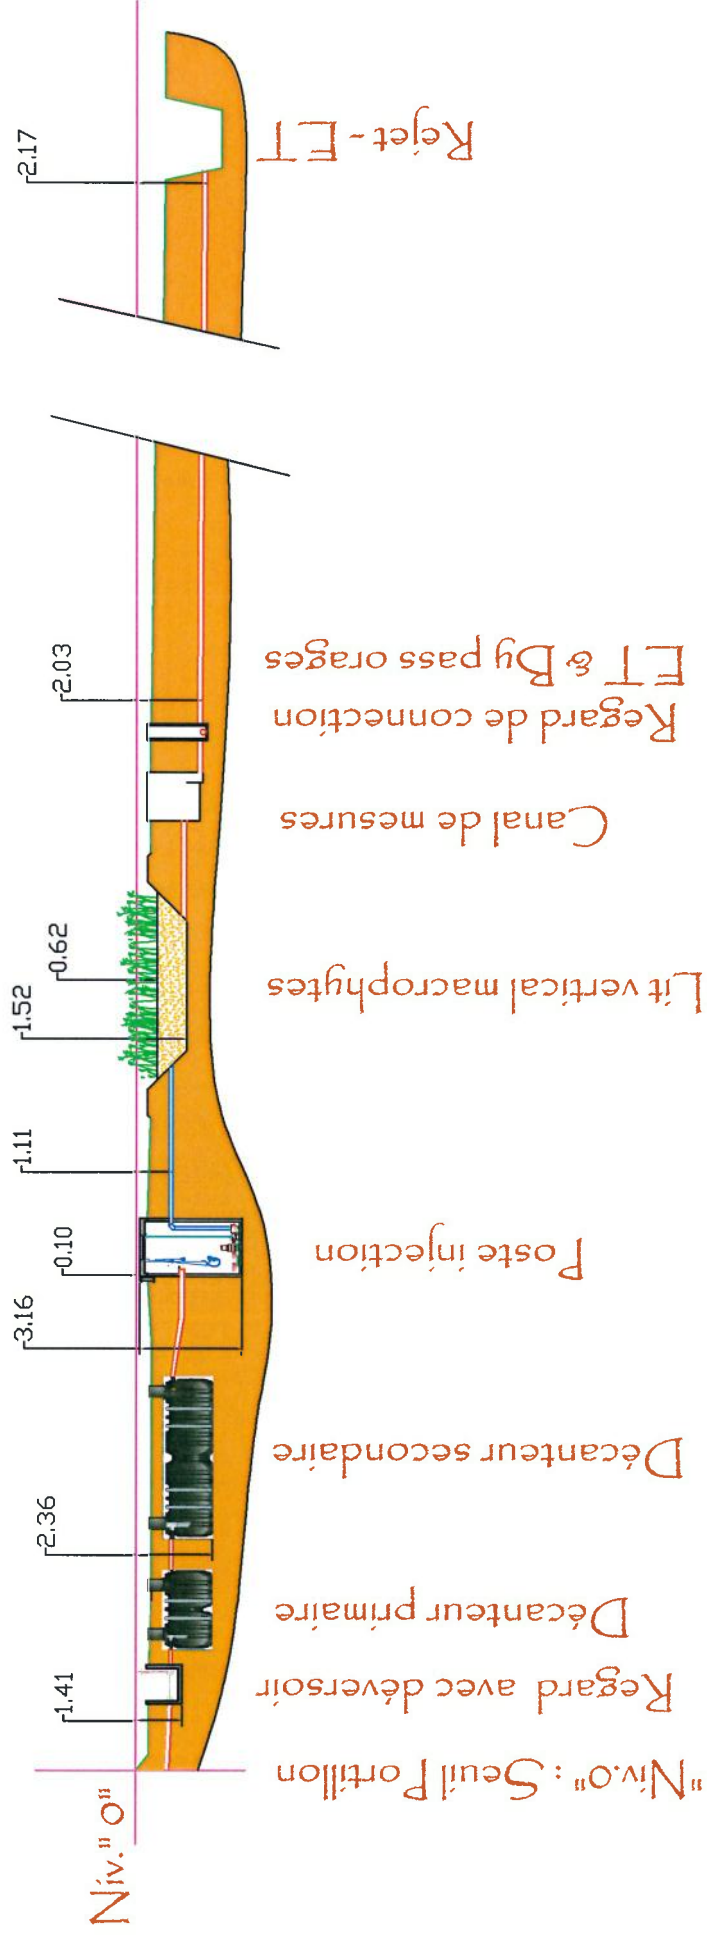 Niv." 0"
1.41
2.36
3.16
0.10
1.11
1.52
0.62
2.03
2.17
"Niv.0" : Seuil Portillon
Regard avec déversoir
Décanteur primaire
Décanteur secondaire
Poste injection
Lit vertical macrophytes
Canal de mesures
Regard de connection
ET & By pass orages
Rejet - ET